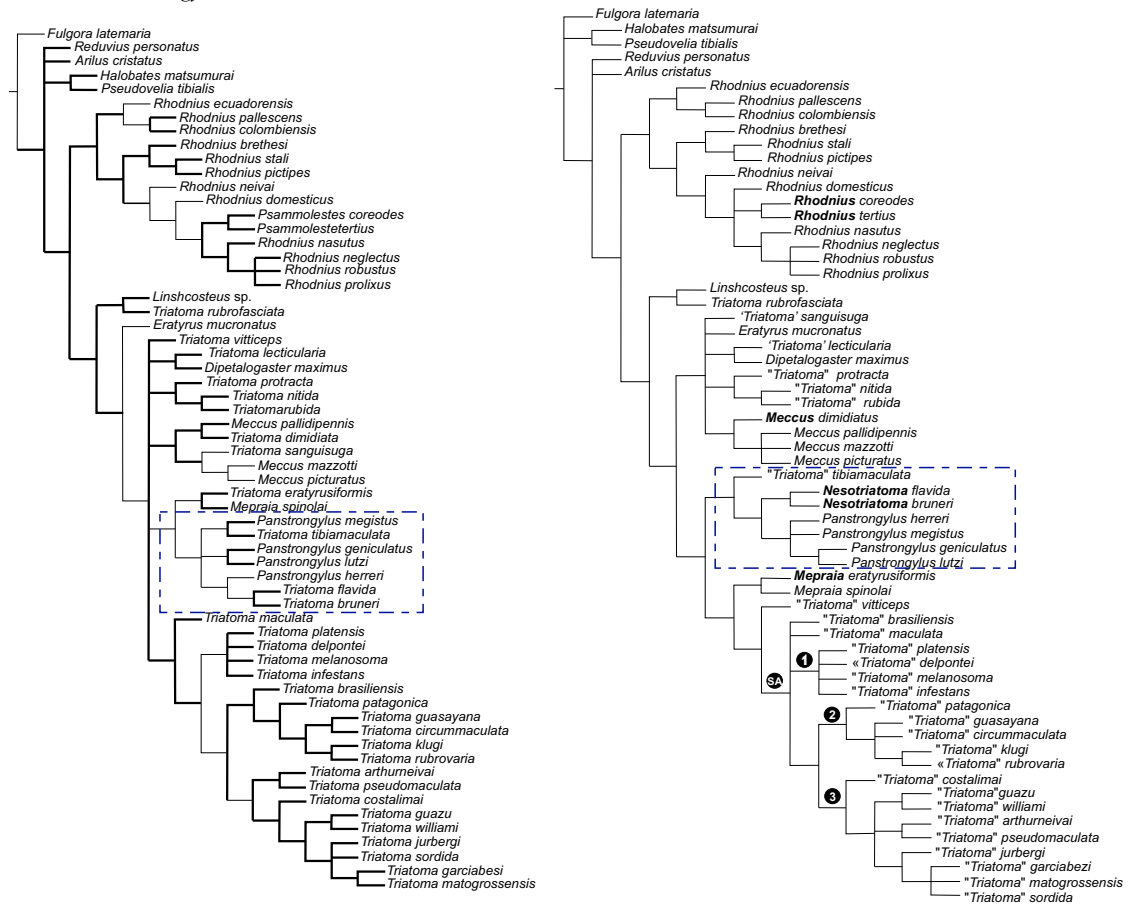 Fulgora latemaria
Reduvius personatus
Arilus cristatus
Halobates matsumurai
Pseudovelia tibialis
Rhodnius ecuadorensis
Rhodnius pallescens
Rhodnius colombiensis
Rhodnius brethesi
Rhodnius stali
Rhodnius pictipes
Rhodnius neivai
Rhodnius domesticus
Psammolestes coreodes
Psammolestetertius
Rhodnius nasutus
Rhodnius neglectus
Rhodnius robustus
Rhodnius prolixus
Linshcosteus sp.
Triatoma rubrofasciata
Eratyrus mucronatus
Triatoma vitticeps
Triatoma lecticularia
Dipetalogaster maximus
Triatoma protracta
Triatoma nitida
Triatomarubida
Meccus pallidipennis
Triatoma dimidiata
Triatoma sanguisuga
Meccus mazzotti
Meccus picturatus
Triatoma eratyrusiformis
Mepraia spinolai
Panstrongylus megistus
Triatoma tibiamaculata
Panstrongylus geniculatus
Panstrongylus lutzi
Panstrongylus herreri
Triatoma flavida
Triatoma bruneri
Triatoma maculata
Triatoma platensis
Triatoma delpontei
Triatoma melanosoma
Triatoma infestans
Triatoma brasiliensis
Triatoma patagonica
Triatoma guasayana
Triatoma circummaculata
Triatoma klugi
Triatoma rubrovaria
Triatoma arthurneivai
Triatoma pseudomaculata
Triatoma costalimai
Triatoma guazu
Triatoma williami
Triatoma jurbergi
Triatoma sordida
Triatoma garciabesi
Triatoma matogrossensis
Fulgora latemaria
Halobates matsumurai
Pseudovelia tibialis
Reduvius personatus
Arilus cristatus
Rhodnius ecuadorensis
Rhodnius pallescens
Rhodnius colombiensis
Rhodnius brethesi
Rhodnius stali
Rhodnius pictipes
Rhodnius neivai
Rhodnius domesticus
Rhodnius coreodes
Rhodnius tertius
Rhodnius nasutus
Rhodnius neglectus
Rhodnius robustus
Rhodnius prolixus
Linshcosteus sp.
Triatoma rubrofasciata
'Triatoma' sanguisuga
Eratyrus mucronatus
'Triatoma' lecticularia
Dipetalogaster maximus
"Triatoma" protracta
"Triatoma" nitida
"Triatoma" rubida
Meccus dimidiatus
Meccus pallidipennis
Meccus mazzotti
Meccus picturatus
"Triatoma" tibiamaculata
Nesotriatoma flavida
Nesotriatoma bruneri
Panstrongylus herreri
Panstrongylus megistus
Panstrongylus geniculatus
Panstrongylus lutzi
Mepraia eratyrusiformis
Mepraia spinolai
"Triatoma" vitticeps
"Triatoma" brasiliensis
"Triatoma" maculata
1
"Triatoma" platensis
«Triatoma" delpontei
SA
"Triatoma" melanosoma
"Triatoma" infestans
2
"Triatoma" patagonica
"Triatoma" guasayana
"Triatoma" circummaculata
"Triatoma" klugi
«Triatoma" rubrovaria
3
"Triatoma" costalimai
"Triatoma"guazu
"Triatoma" williami
"Triatoma" arthurneivai
"Triatoma" pseudomaculata
"Triatoma" jurbergi
"Triatoma" garciabezi
"Triatoma" matogrossensis
"Triatoma" sordida